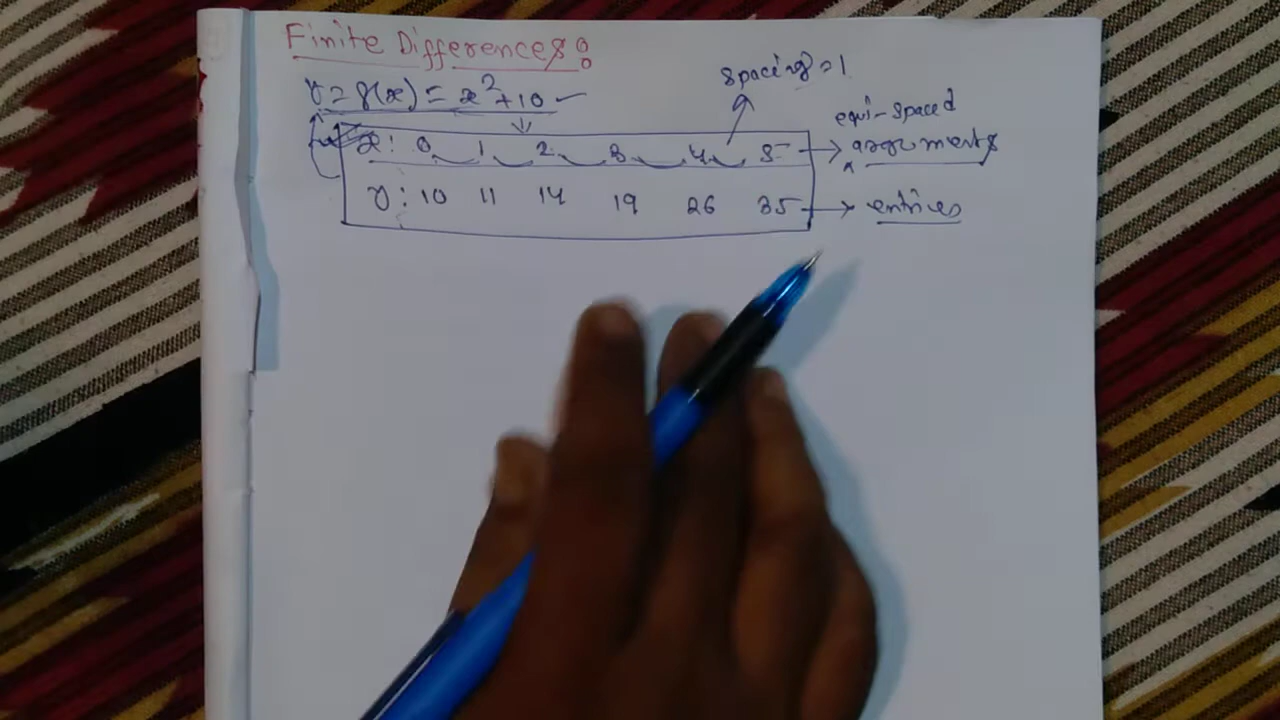 Finite Differences :
y = f(x) = x² + 10
spacing = 1
equi-spaced
arguments
x : 0 1 2 3 4 5
y : 10 11 14 19 26 35
entries